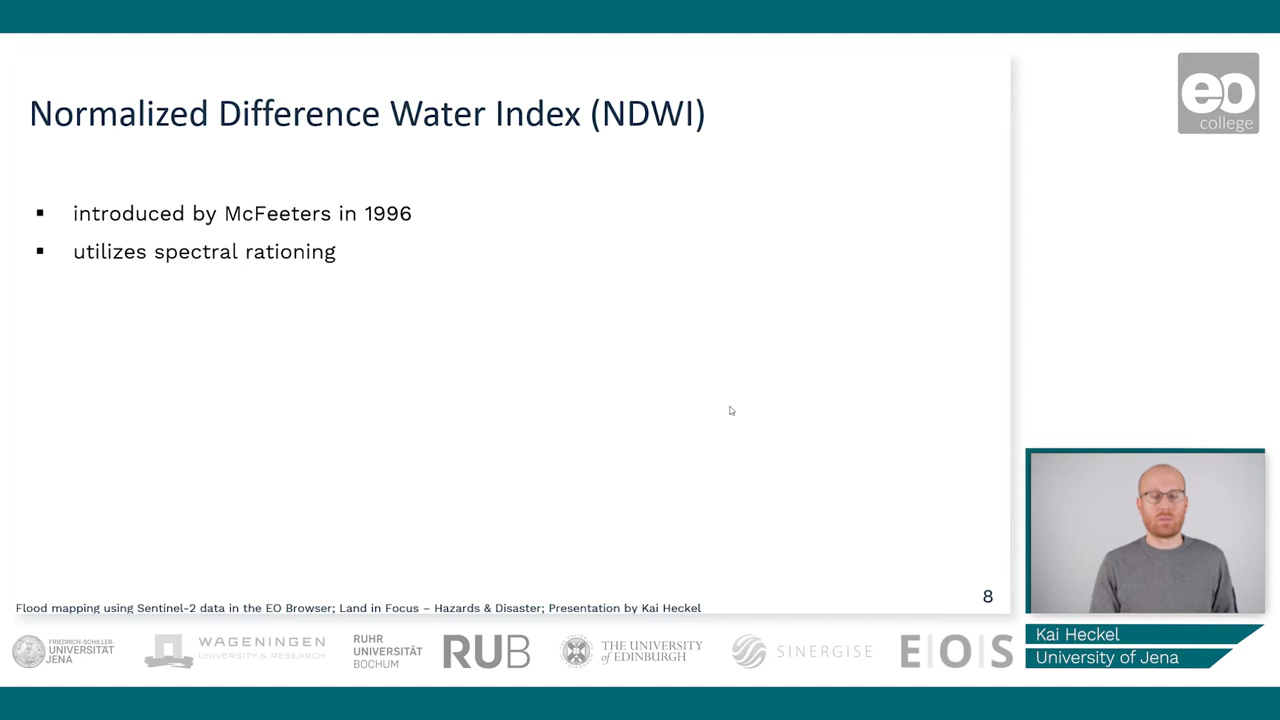 Normalized Difference Water Index (NDWI)
eo
college
▪ introduced by McFeeters in 1996
▪ utilizes spectral rationing
8
Flood mapping using Sentinel-2 data in the EO Browser; Land in Focus – Hazards & Disaster; Presentation by Kai Heckel
Kai Heckel
University of Jena
FRIEDRICH-SCHILLER-
UNIVERSITÄT
JENA
WAGENINGEN
UNIVERSITY & RESEARCH
RUHR
UNIVERSITÄT
BOCHUM
RUB
THE UNIVERSITY
of EDINBURGH
SINERGISE
E|O|S